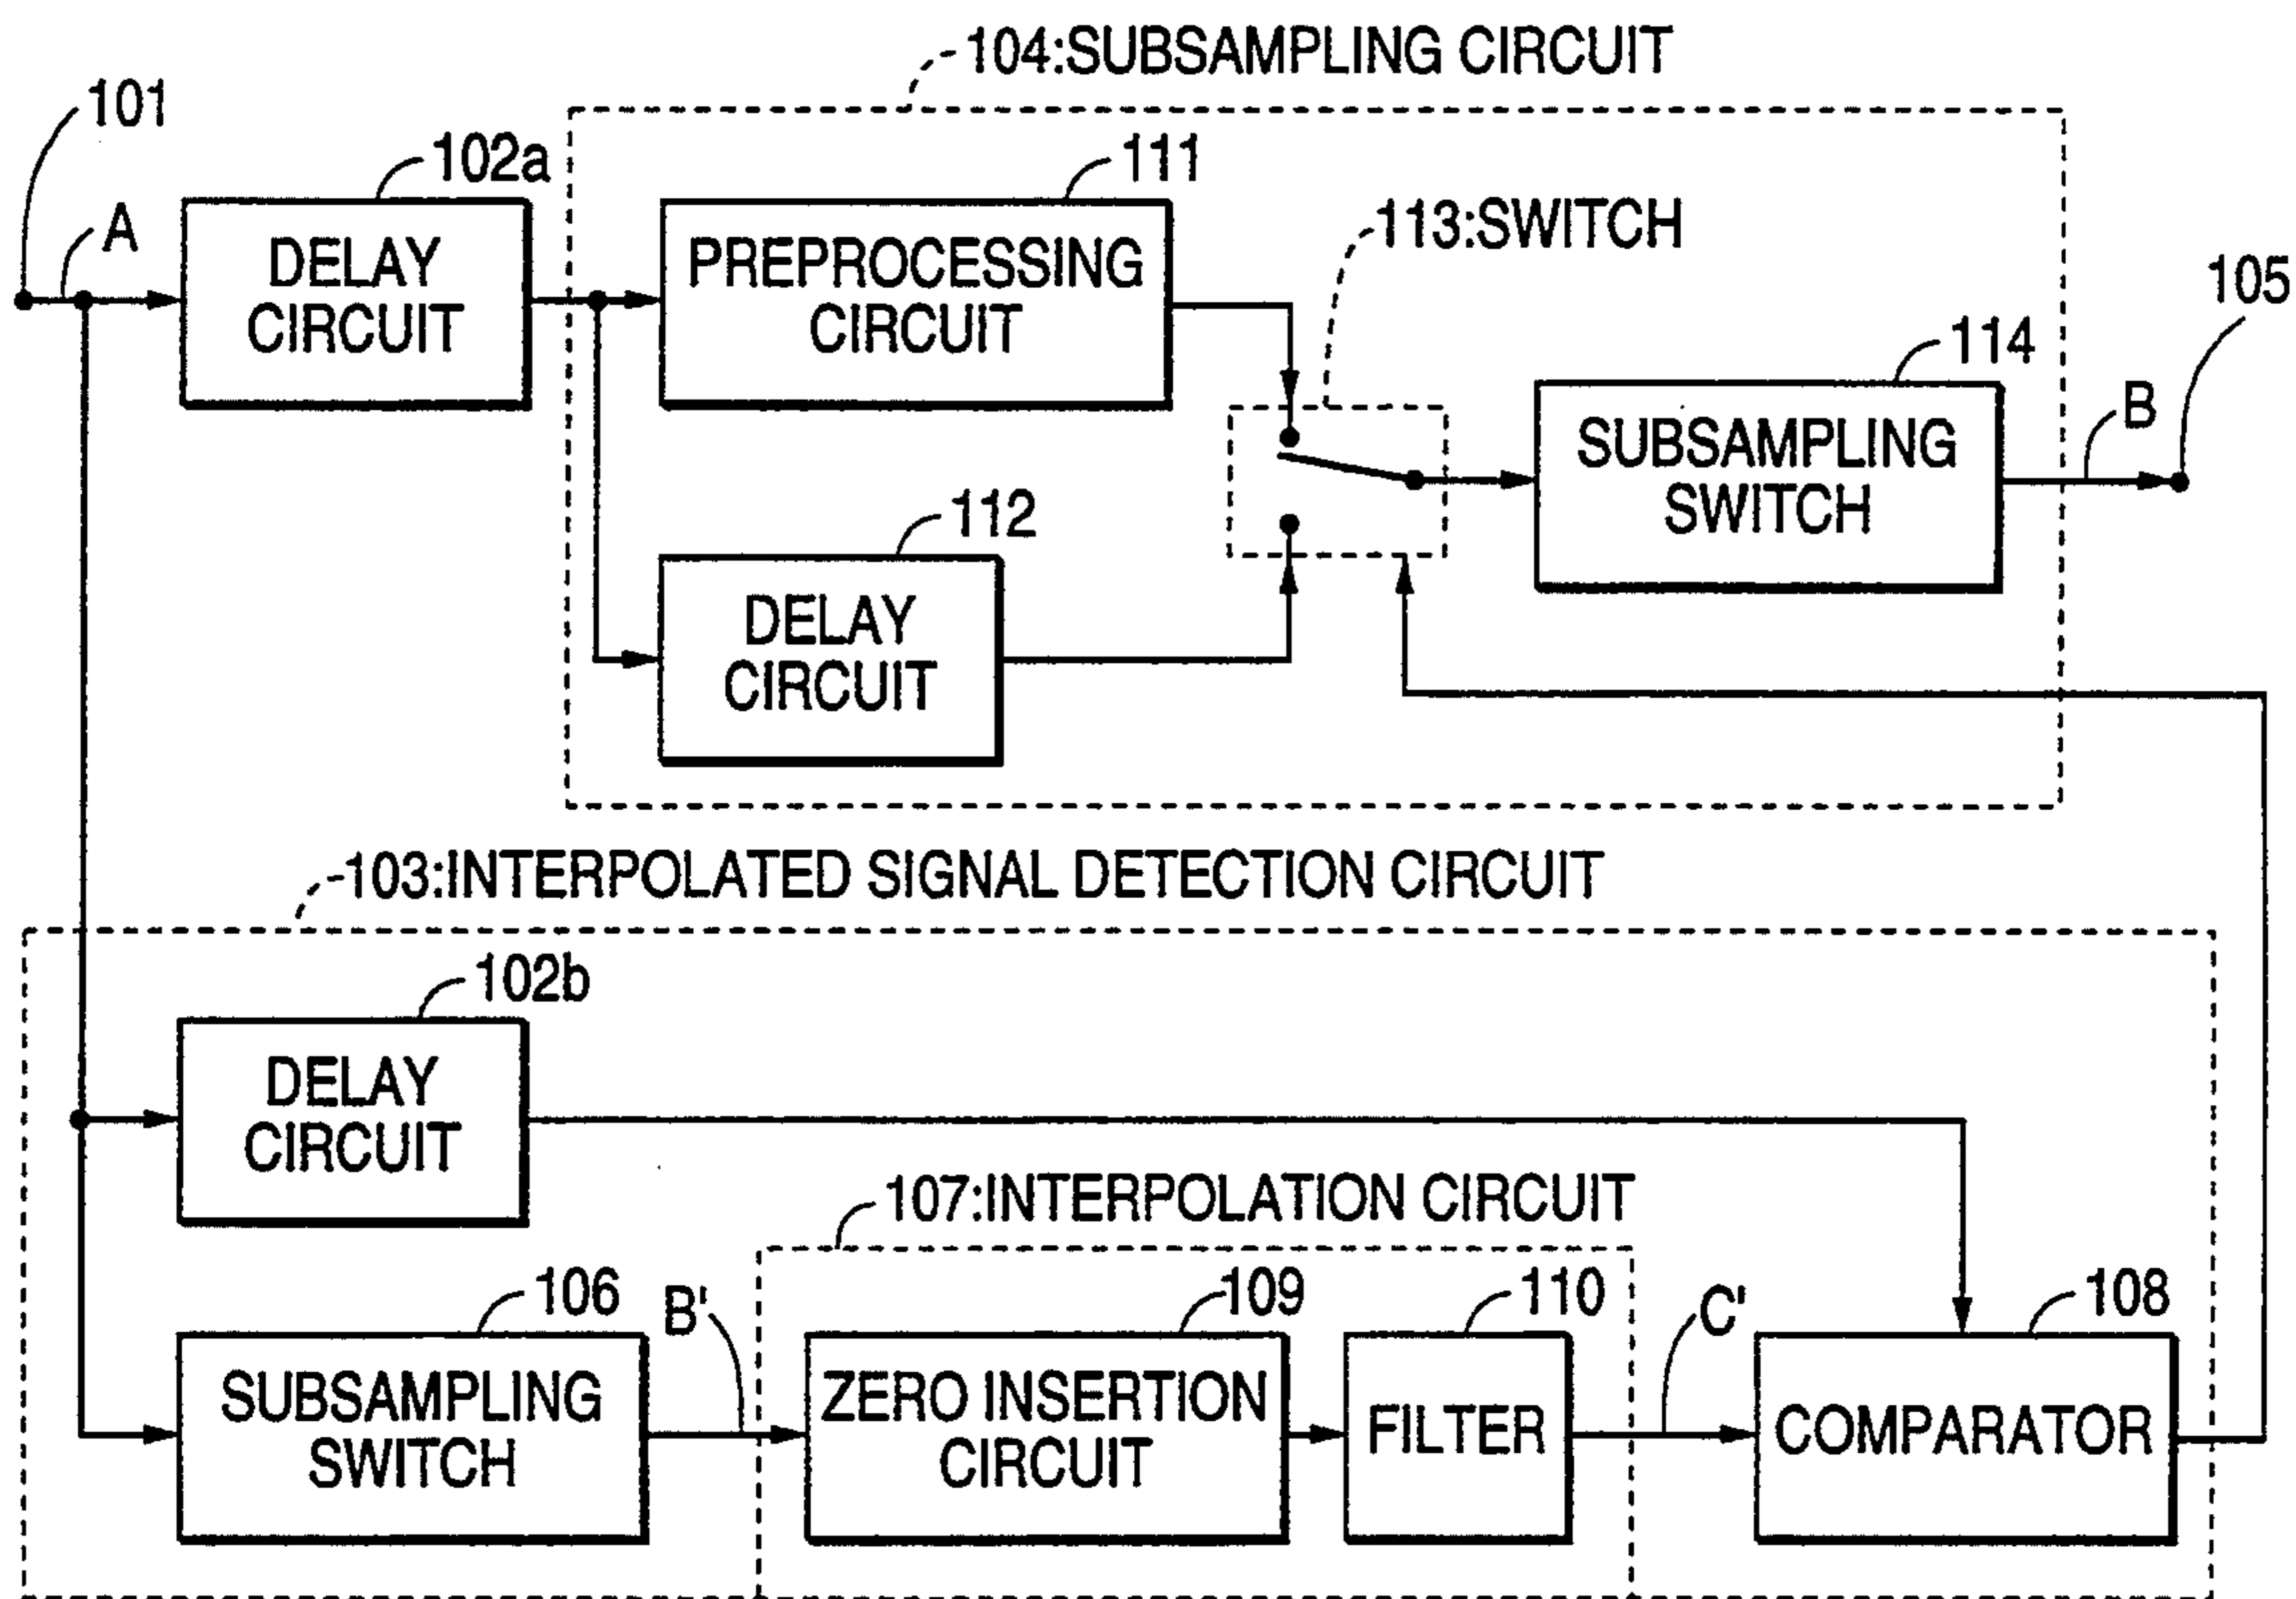 104:SUBSAMPLING CIRCUIT
101
102a
111
A
DELAY
CIRCUIT
PREPROCESSING
CIRCUIT
113:SWITCH
105
114
SUBSAMPLING
SWITCH
B
112
DELAY
CIRCUIT
103:INTERPOLATED SIGNAL DETECTION CIRCUIT
102b
DELAY
CIRCUIT
107:INTERPOLATION CIRCUIT
106
B'
109
110
C'
108
SUBSAMPLING
SWITCH
ZERO INSERTION
CIRCUIT
FILTER
COMPARATOR